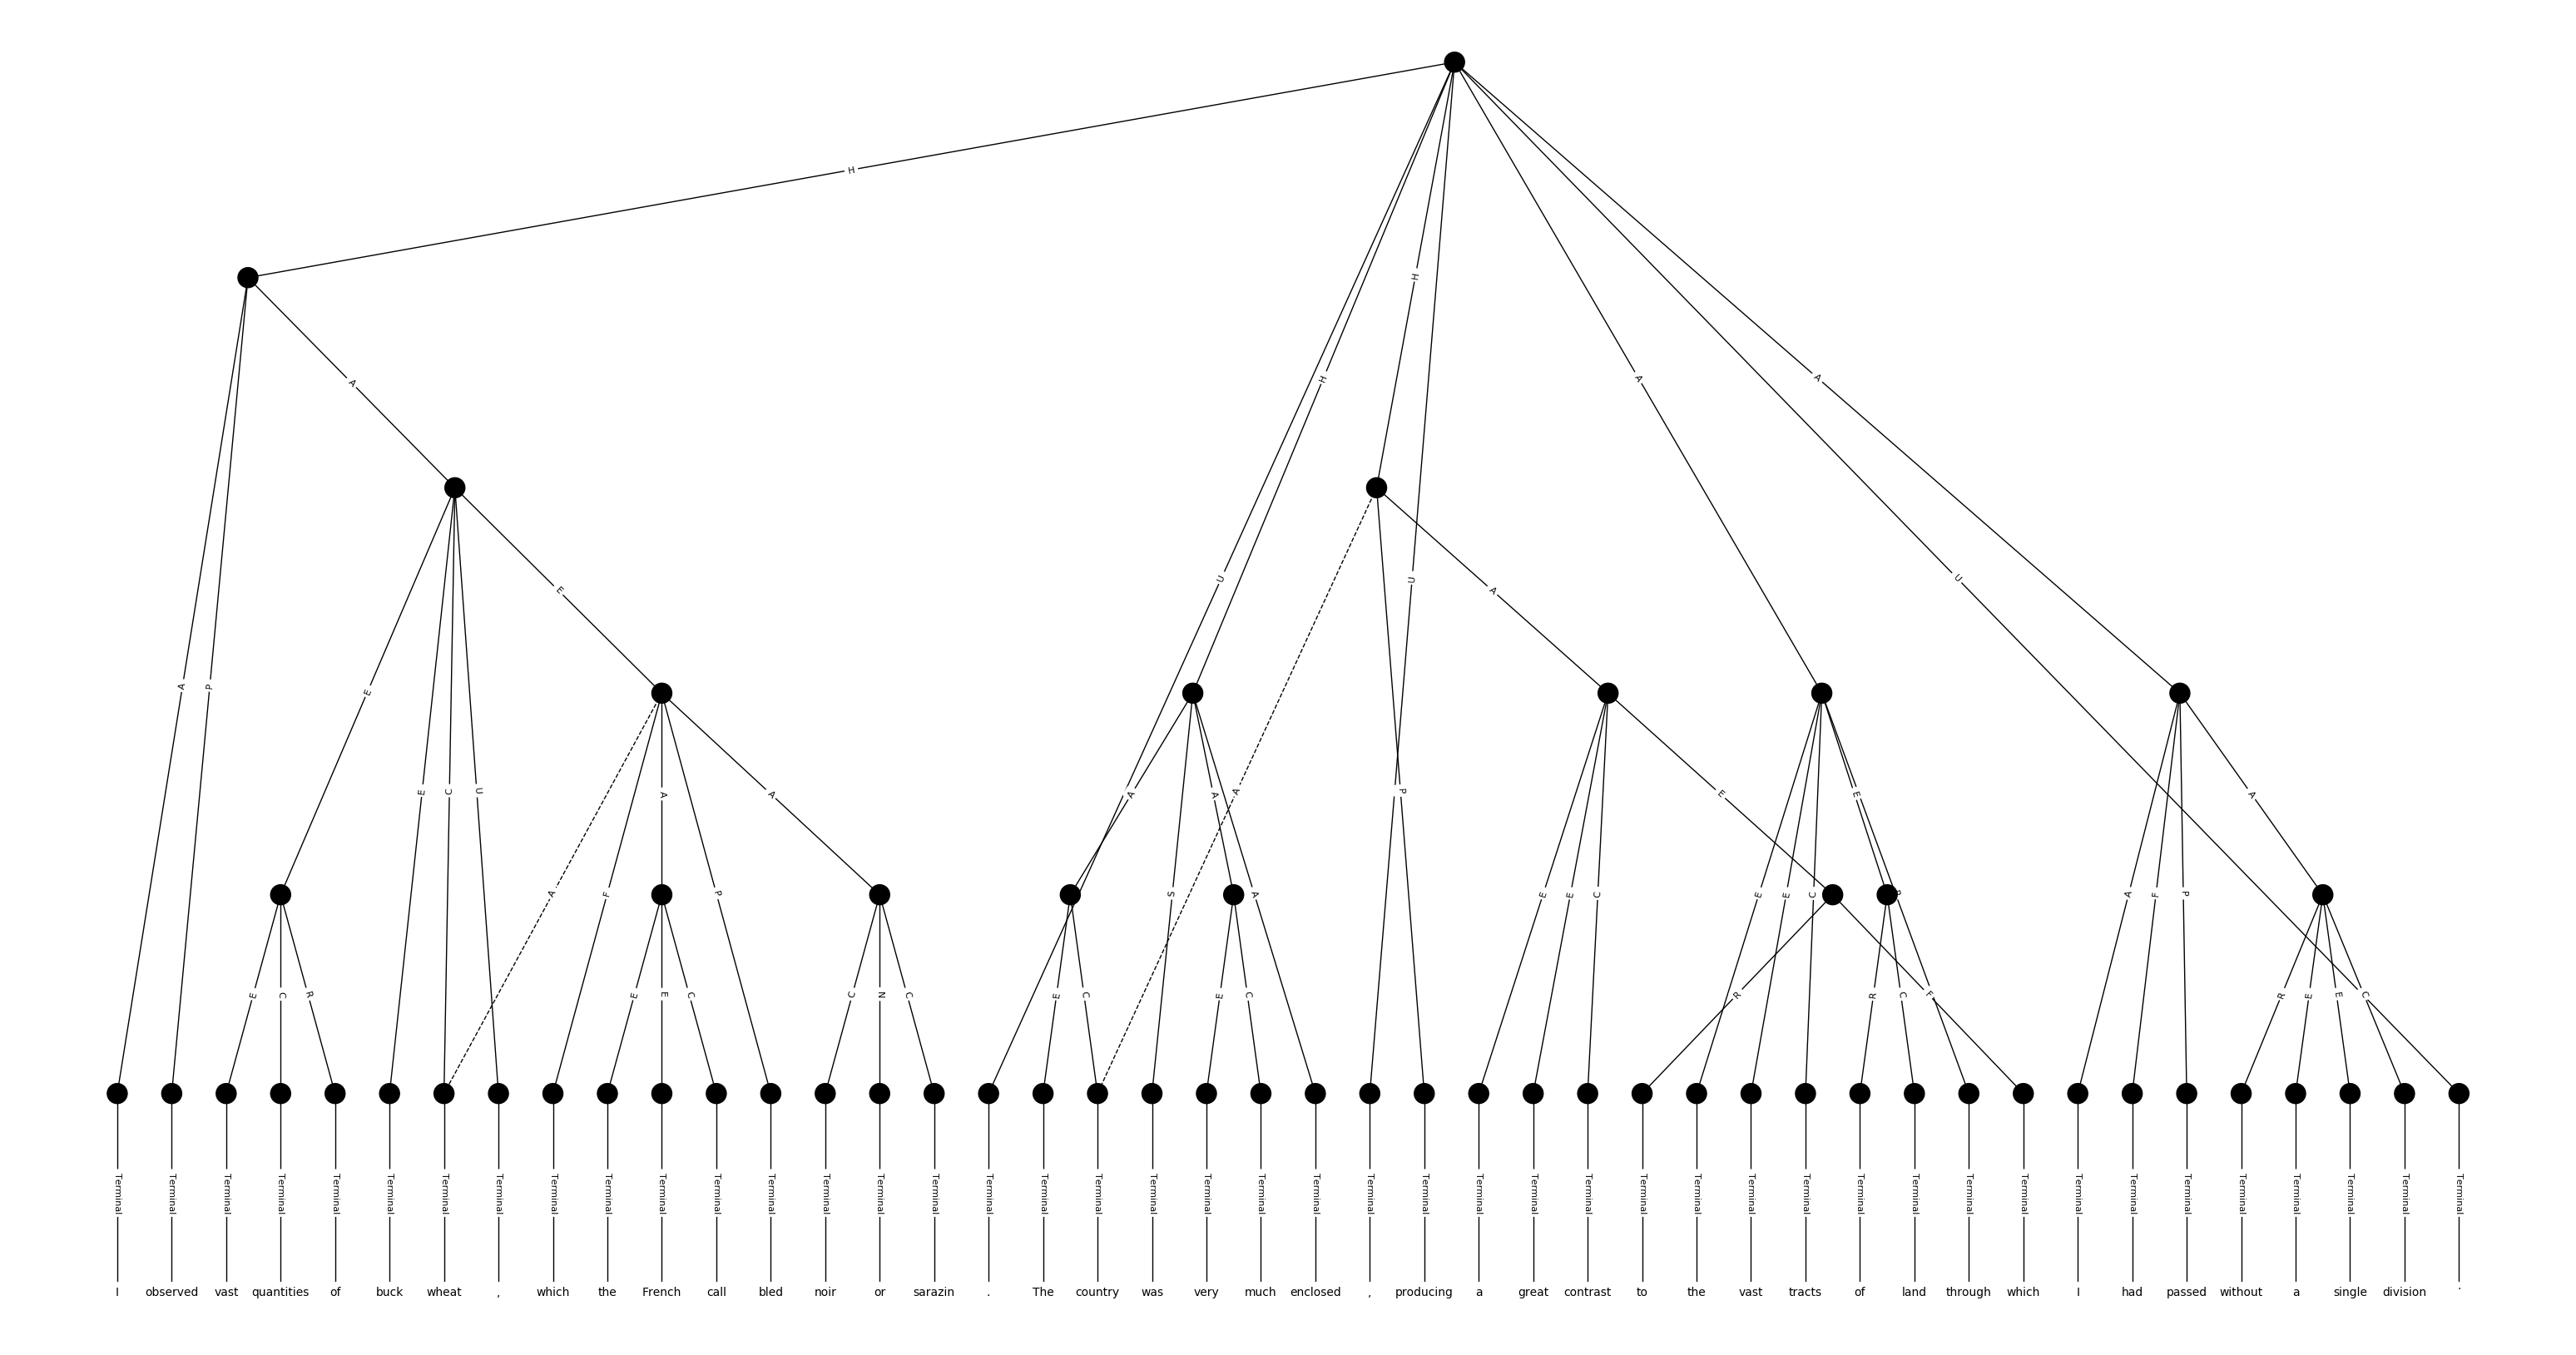 H
A
H
H
A
A
U
U
A
E
A
P
E
E
C
U
A
F
A
P
A
A
S
A
A
A
P
E
E
E
C
E
E
C
E
R
A
F
P
A
E
C
R
E
E
C
C
N
C
E
C
E
C
R
R
C
F
R
E
E
C
Terminal Terminal Terminal Terminal Terminal Terminal Terminal Terminal Terminal Terminal Terminal Terminal Terminal Terminal Terminal Terminal Terminal Terminal Terminal Terminal Terminal Terminal Terminal Terminal Terminal Terminal Terminal Terminal Terminal Terminal Terminal Terminal Terminal Terminal Terminal Terminal Terminal Terminal Terminal Terminal Terminal Terminal Terminal Terminal
I observed vast quantities of buck wheat , which the French call bled noir or sarazin . The country was very much enclosed , producing a great contrast to the vast tracts of land through which I had passed without a single division .